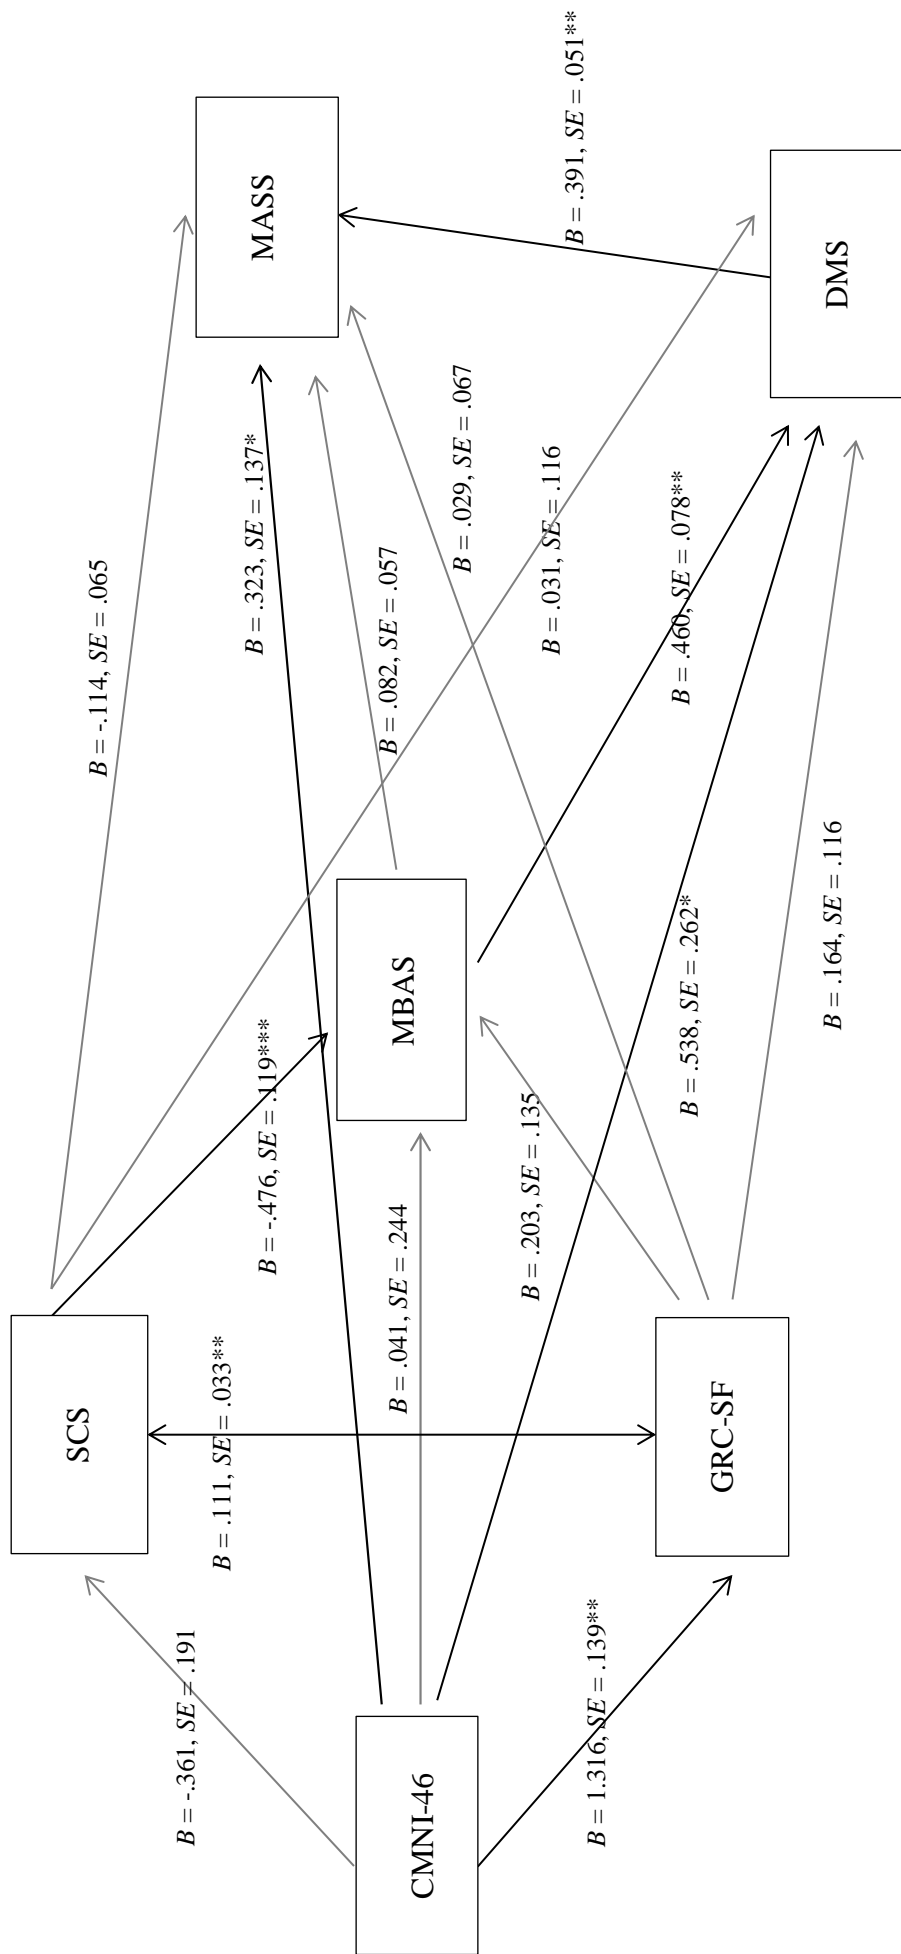 B = .391, SE = .051**
MASS
DMS
B = -.114, SE = .065
B = .323, SE = .137*
B = .029, SE = .067
B = .082, SE = .057
B = .031, SE = .116
B = .460, SE = .078**
MBAS
B = -.476, SE = .119***
B = .538, SE = .262*
B = .164, SE = .116
B = .203, SE = .135
B = .041, SE = .244
SCS
B = .111, SE = .033**
GRC-SF
B = -.361, SE = .191
B = 1.316, SE = .139**
CMNI-46